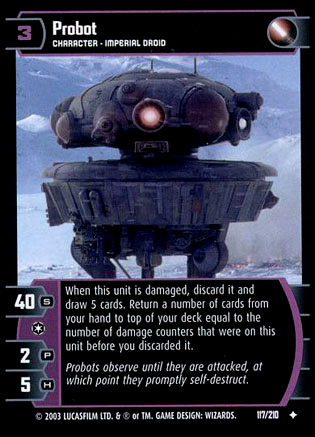 3
Probot
CHARACTER - IMPERIAL DROID
40 S
2 P
5 H
When this unit is damaged, discard it and
draw 5 cards. Return a number of cards from
your hand to top of your deck equal to the
number of damage counters that were on this
unit before you discarded it.
Probots observe until they are attacked, at
which point they promptly self-destruct.
© 2003 LUCASFILM LTD. & ® or TM. GAME DESIGN: WIZARDS.
117/210